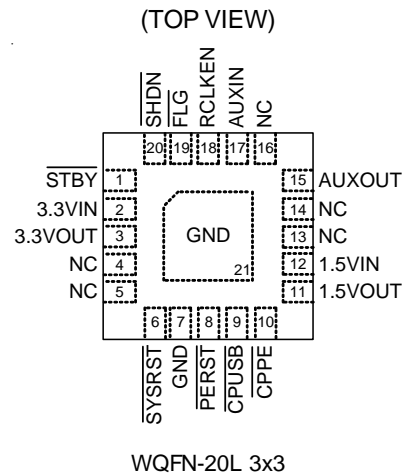 (TOP VIEW)
SHDN
FLG
RCLKEN
AUXIN
NC
20 19 18 17 16
STBY 1 15 AUXOUT
3.3VIN 2 14 NC
3.3VOUT 3 GND 13 NC
NC 4 12 1.5VIN
NC 5 21 11 1.5VOUT
6 7 8 9 10
SYSRST
GND
PERST
CPUSB
CPPE
WQFN-20L 3x3